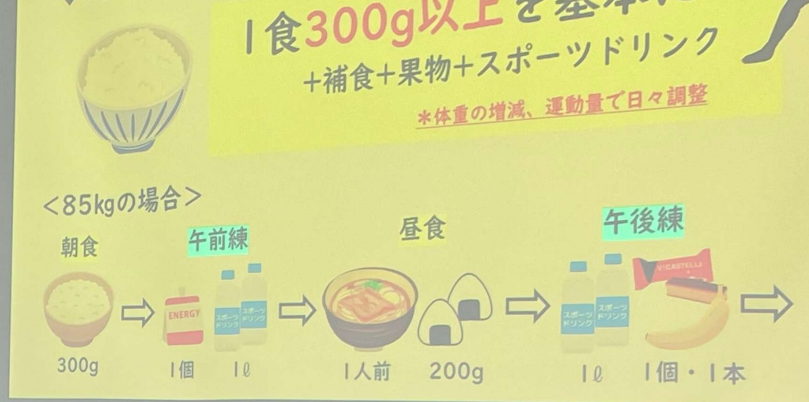 1食300g以上を基本に
+補食+果物+スポーツドリンク
*体重の増減、運動量で日々調整
<85kgの場合>
朝食
午前練
昼食
午後練
ENERGY
スポーツ
ドリンク
スポーツ
ドリンク
スポーツ
ドリンク
スポーツ
ドリンク
300g
1個
1ℓ
1人前
200g
1ℓ
1個・1本